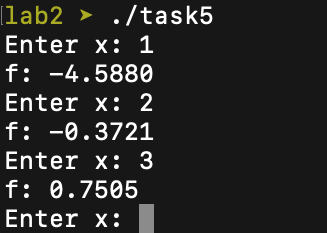 lab2 ➤ ./task5
Enter x: 1
f: -4.5880
Enter x: 2
f: -0.3721
Enter x: 3
f: 0.7505
Enter x: